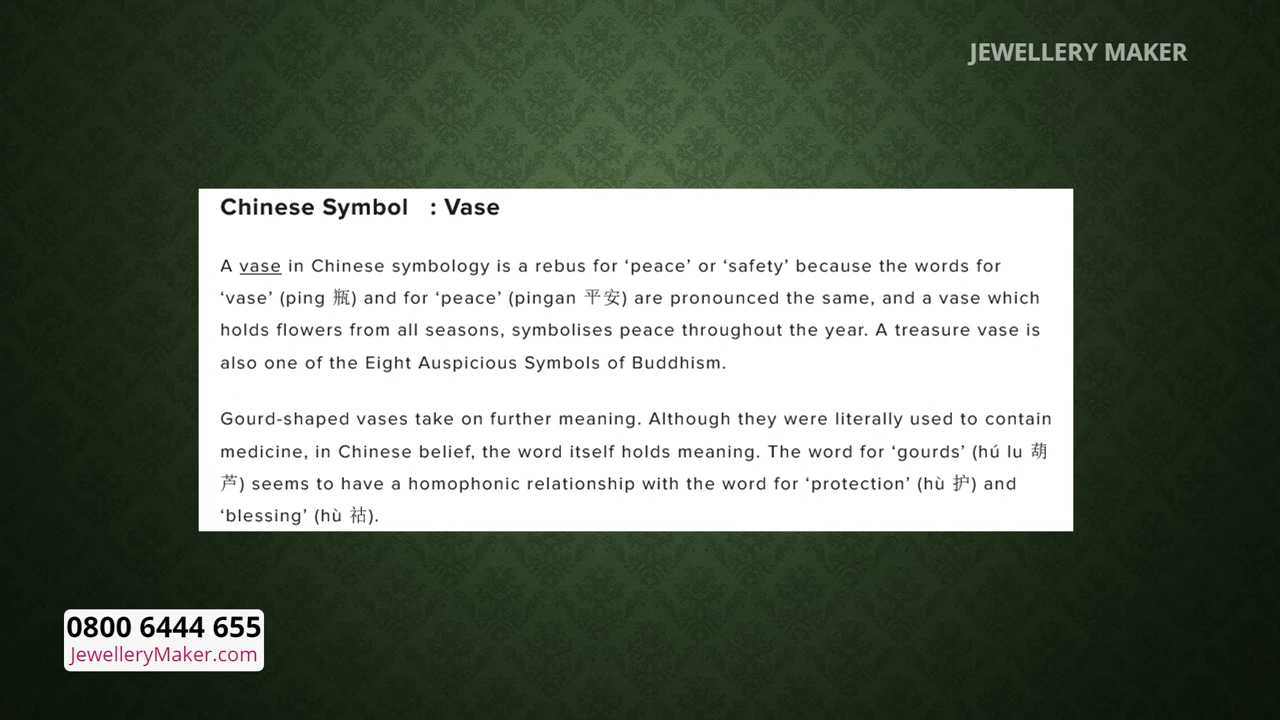 JEWELLERY MAKER
Chinese Symbol : Vase
A vase in Chinese symbology is a rebus for ‘peace’ or ‘safety’ because the words for
‘vase’ (ping 瓶) and for ‘peace’ (pingan 平安) are pronounced the same, and a vase which
holds flowers from all seasons, symbolises peace throughout the year. A treasure vase is
also one of the Eight Auspicious Symbols of Buddhism.
Gourd-shaped vases take on further meaning. Although they were literally used to contain
medicine, in Chinese belief, the word itself holds meaning. The word for ‘gourds’ (hú lu 葫
芦) seems to have a homophonic relationship with the word for ‘protection’ (hù 护) and
‘blessing’ (hù 祜).
0800 6444 655
JewelleryMaker.com